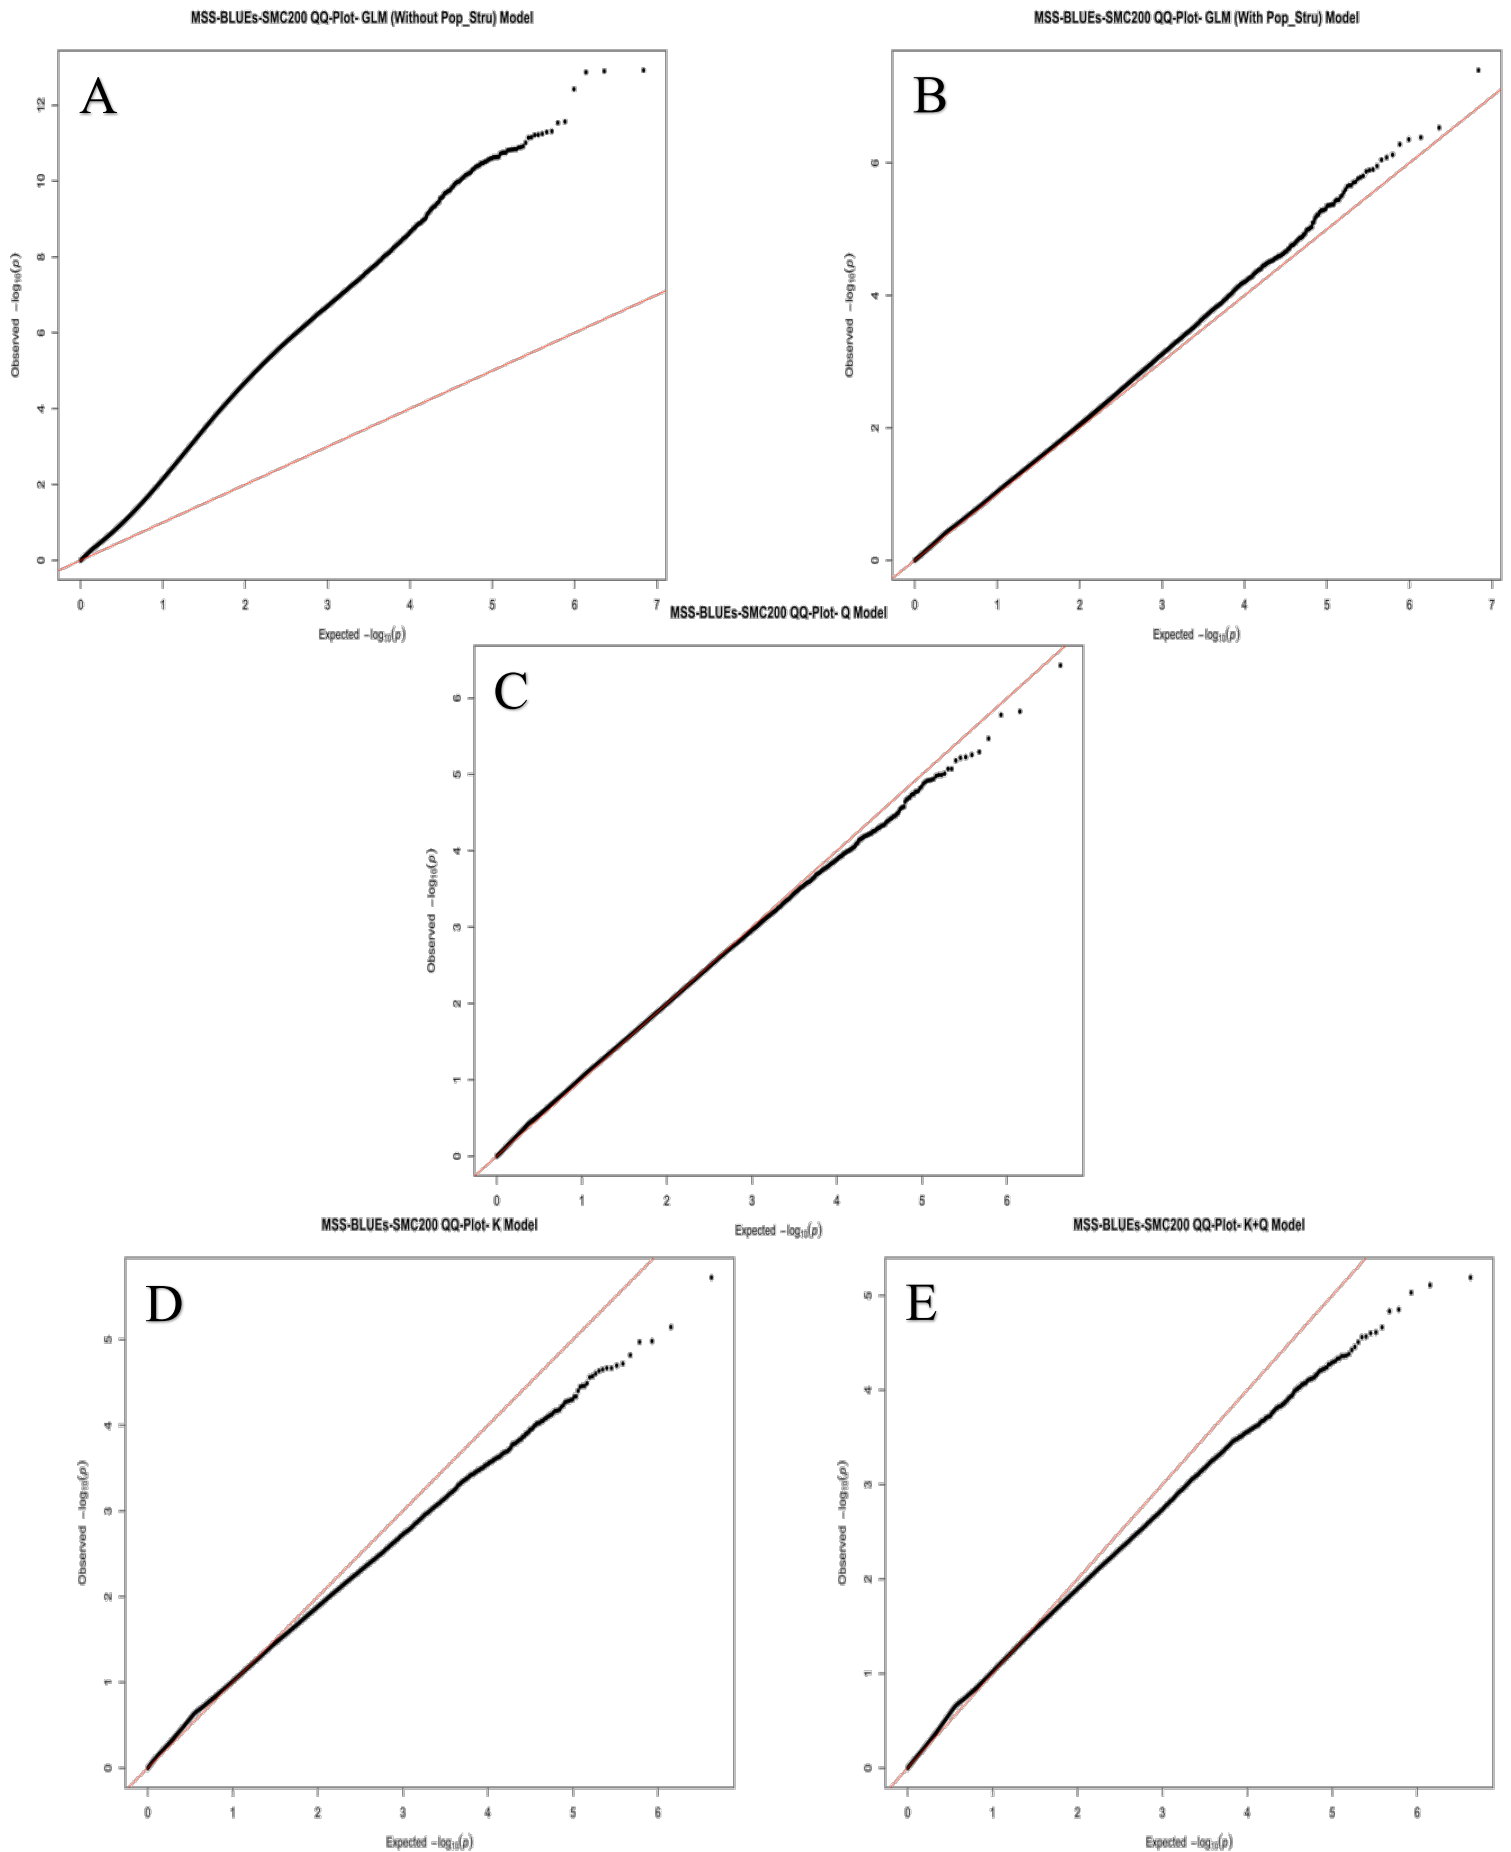 MSS-BLUEs-SMC200 QQ-Plot- GLM (Without Pop_Stru) Model
A
Observed −log10(p)
12
10
8
6
4
2
0
0 1 2 3 4 5 6 7
Expected −log10(p)
MSS-BLUEs-SMC200 QQ-Plot- GLM (With Pop_Stru) Model
B
Observed −log10(p)
6
4
2
0
0 1 2 3 4 5 6 7
Expected −log10(p)
MSS-BLUEs-SMC200 QQ-Plot- Q Model
C
Observed −log10(p)
6
5
4
3
2
1
0
0 1 2 3 4 5 6
Expected −log10(p)
MSS-BLUEs-SMC200 QQ-Plot- K Model
D
Observed −log10(p)
5
4
3
2
1
0
0 1 2 3 4 5 6
Expected −log10(p)
MSS-BLUEs-SMC200 QQ-Plot- K+Q Model
E
Observed −log10(p)
5
4
3
2
1
0
0 1 2 3 4 5 6
Expected −log10(p)